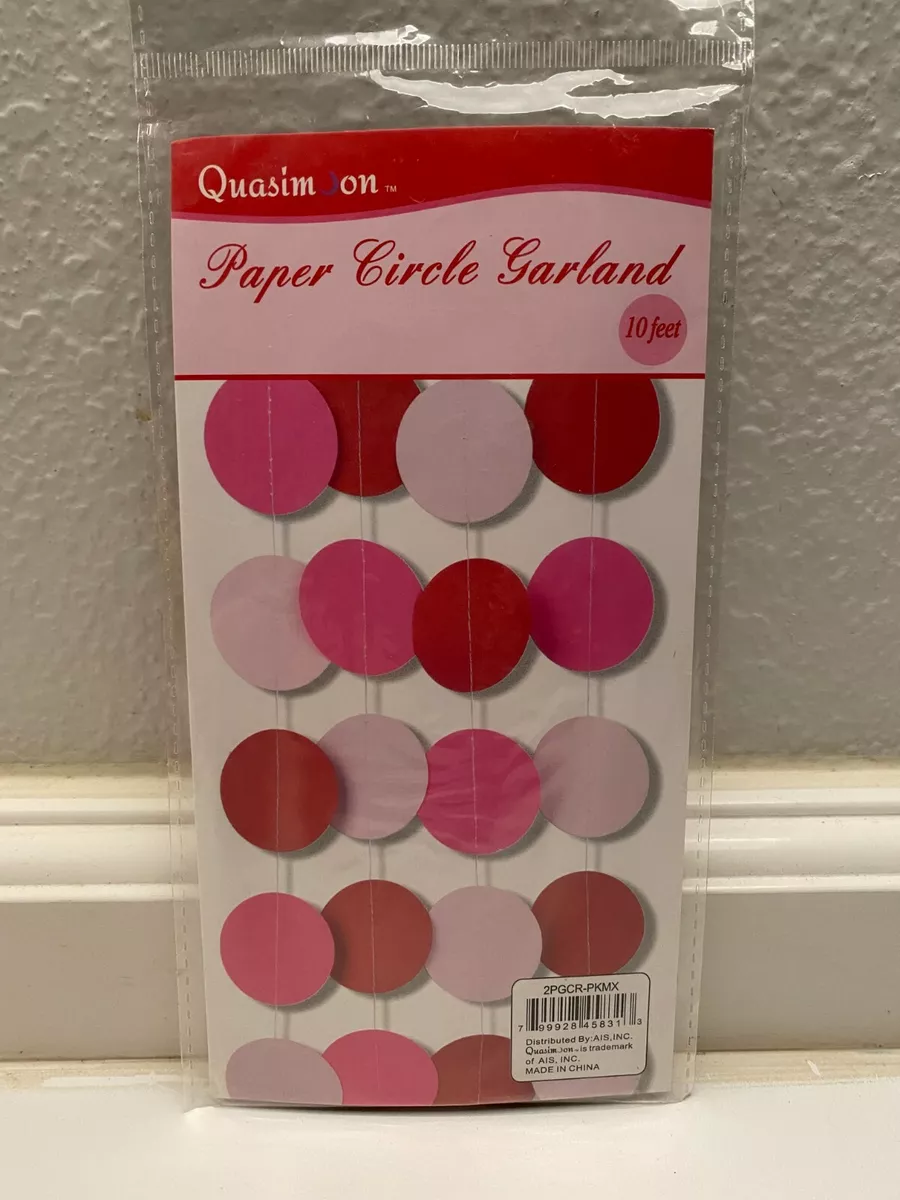 Quasimoon™
Paper Circle Garland
10 feet
2PGCR-PKMX
7 99928 45831 3
Distributed By:AIS,INC.
Quasimoon™ is trademark
of AIS, INC.
MADE IN CHINA